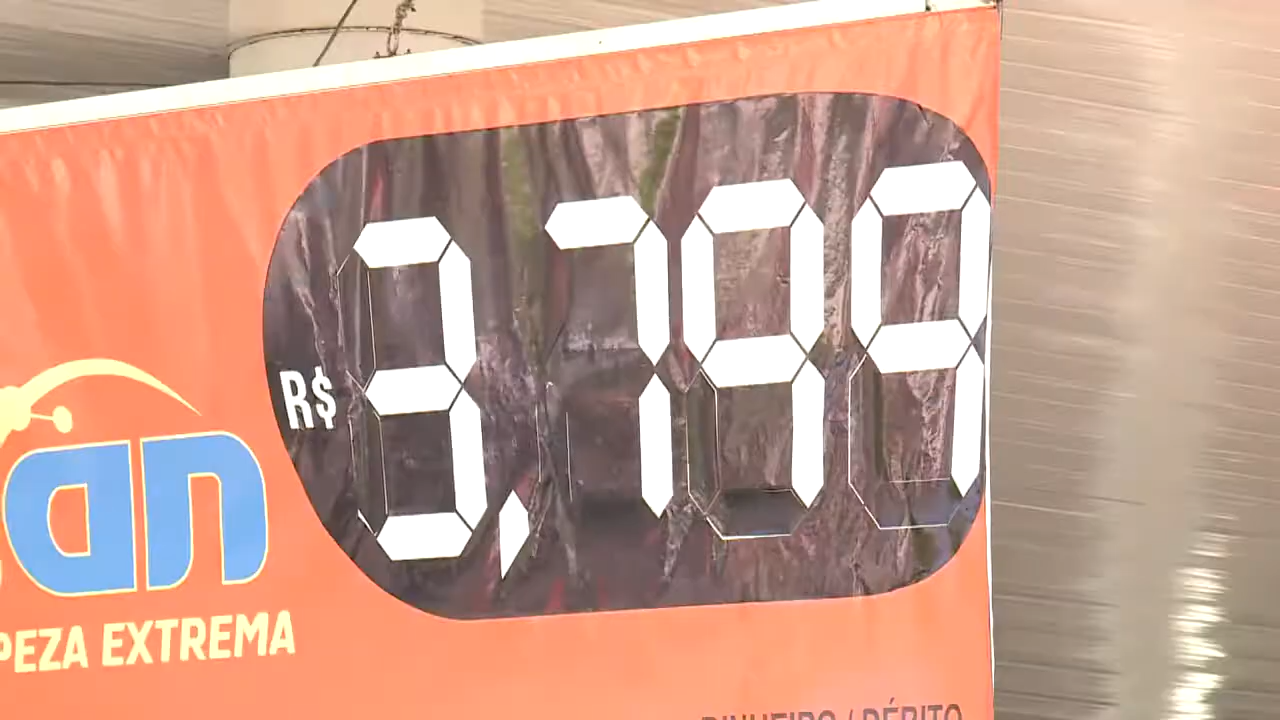 R$ 3,799
an
PEZA EXTREMA
DINHEIRO / DÉBITO